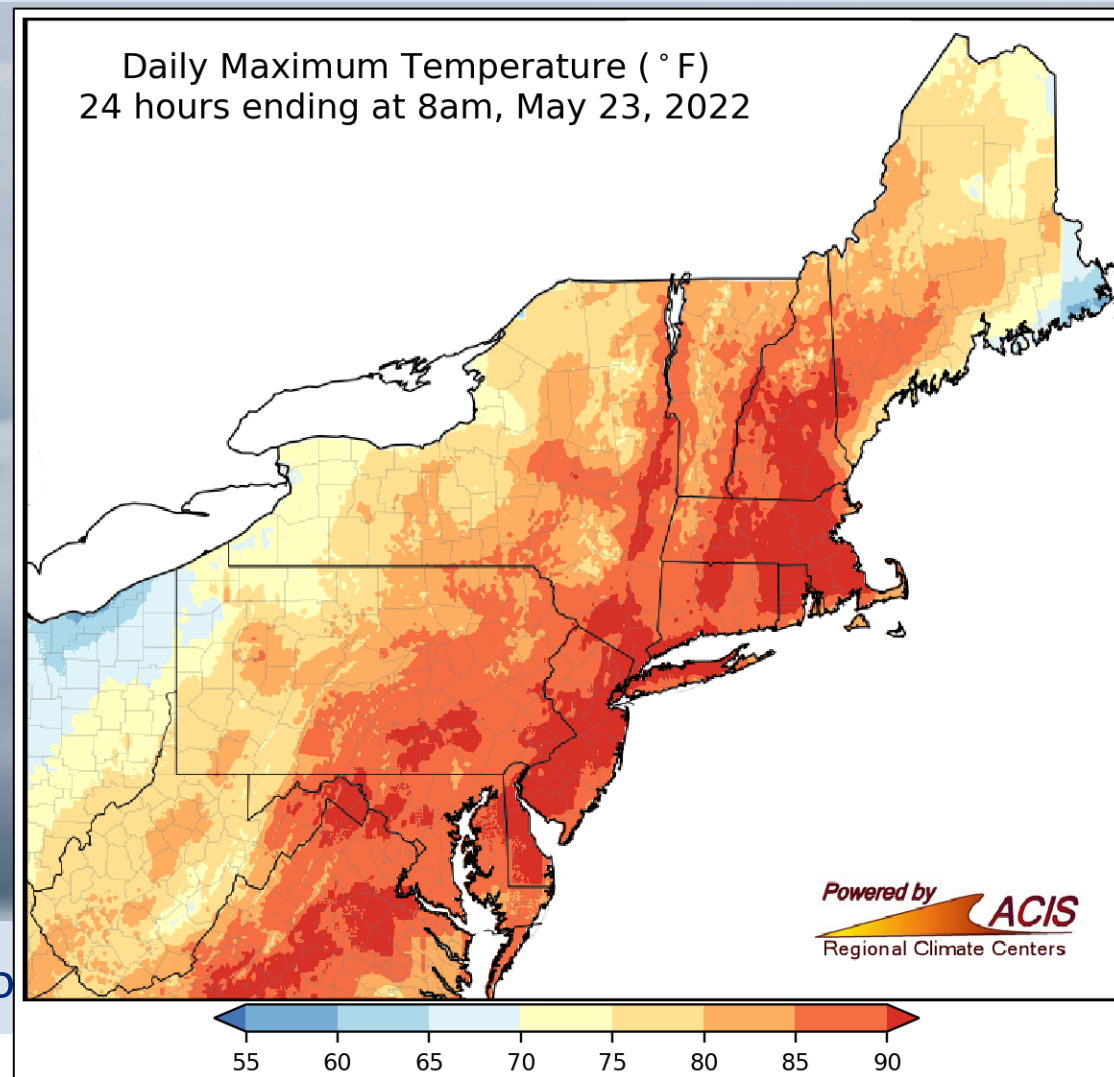 Daily Maximum Temperature (°F)
24 hours ending at 8am, May 23, 2022
Powered by
ACIS
Regional Climate Centers
55 60 65 70 75 80 85 90